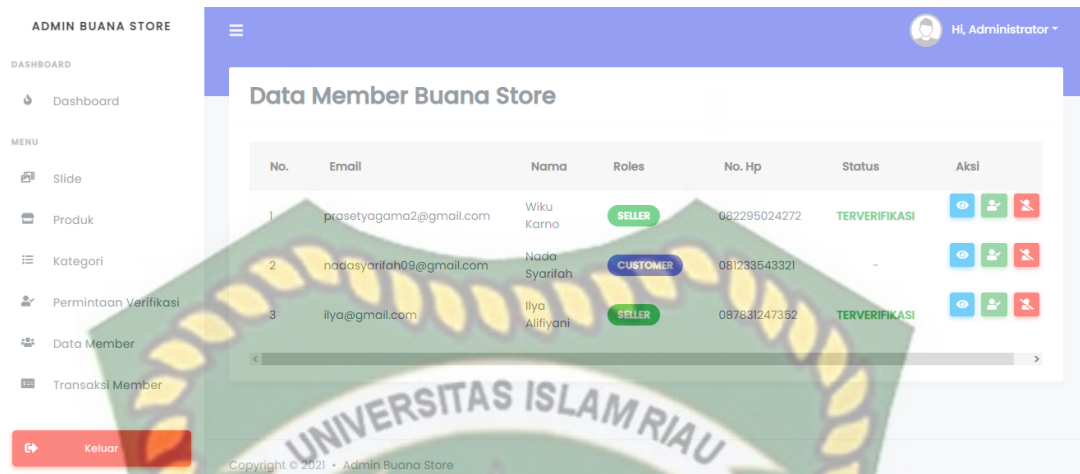 ADMIN BUANA STORE
Hi, Administrator
DASHBOARD
Dashboard
MENU
Slide
Produk
Kategori
Permintaan Verifikasi
Data Member
Transaksi Member
Keluar
Data Member Buana Store
No. Email Nama Roles No. Hp Status Aksi
1 prasetyagama2@gmail.com Wiku Karno SELLER 082295024272 TERVERIFIKASI
2 nadasyarifah09@gmail.com Nada Syarifah CUSTOMER 081233543321 -
3 ilya@gmail.com Ilya Alifiyani SELLER 087831247352 TERVERIFIKASI
UNIVERSITAS ISLAM RIAU
Copyright © 2021 • Admin Buana Store